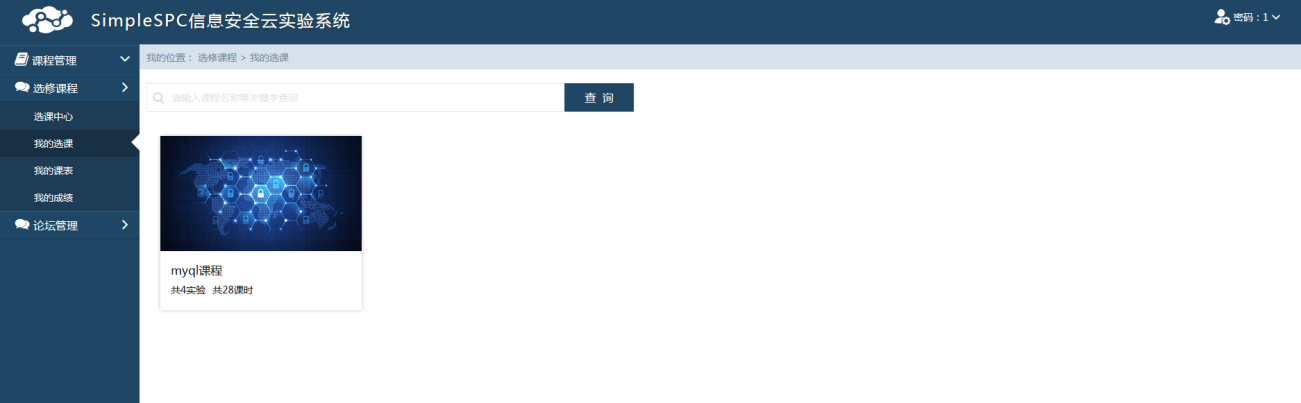 SimpleSPC信息安全云实验系统
密码：1
课程管理
我的位置： 选修课程 > 我的选课
选修课程
请输入课程名称等关键字查询
查 询
选课中心
我的选课
我的课表
我的成绩
论坛管理
myql课程
共4实验 共28课时